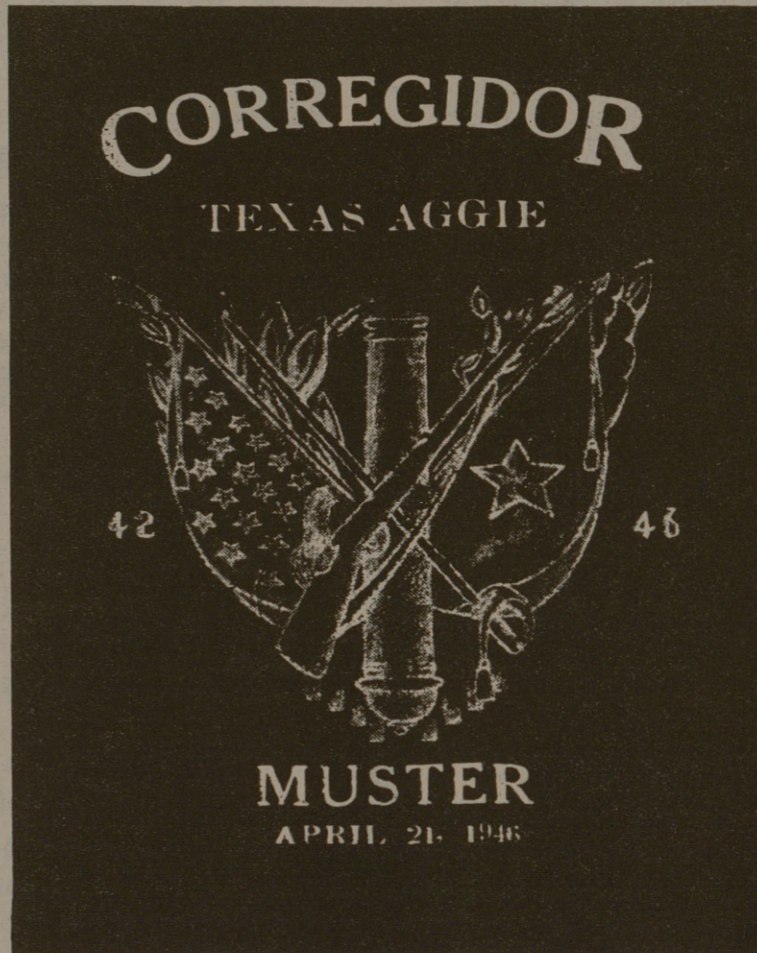 CORREGIDOR
TEXAS AGGIE
42 46
MUSTER
APRIL 21, 1946